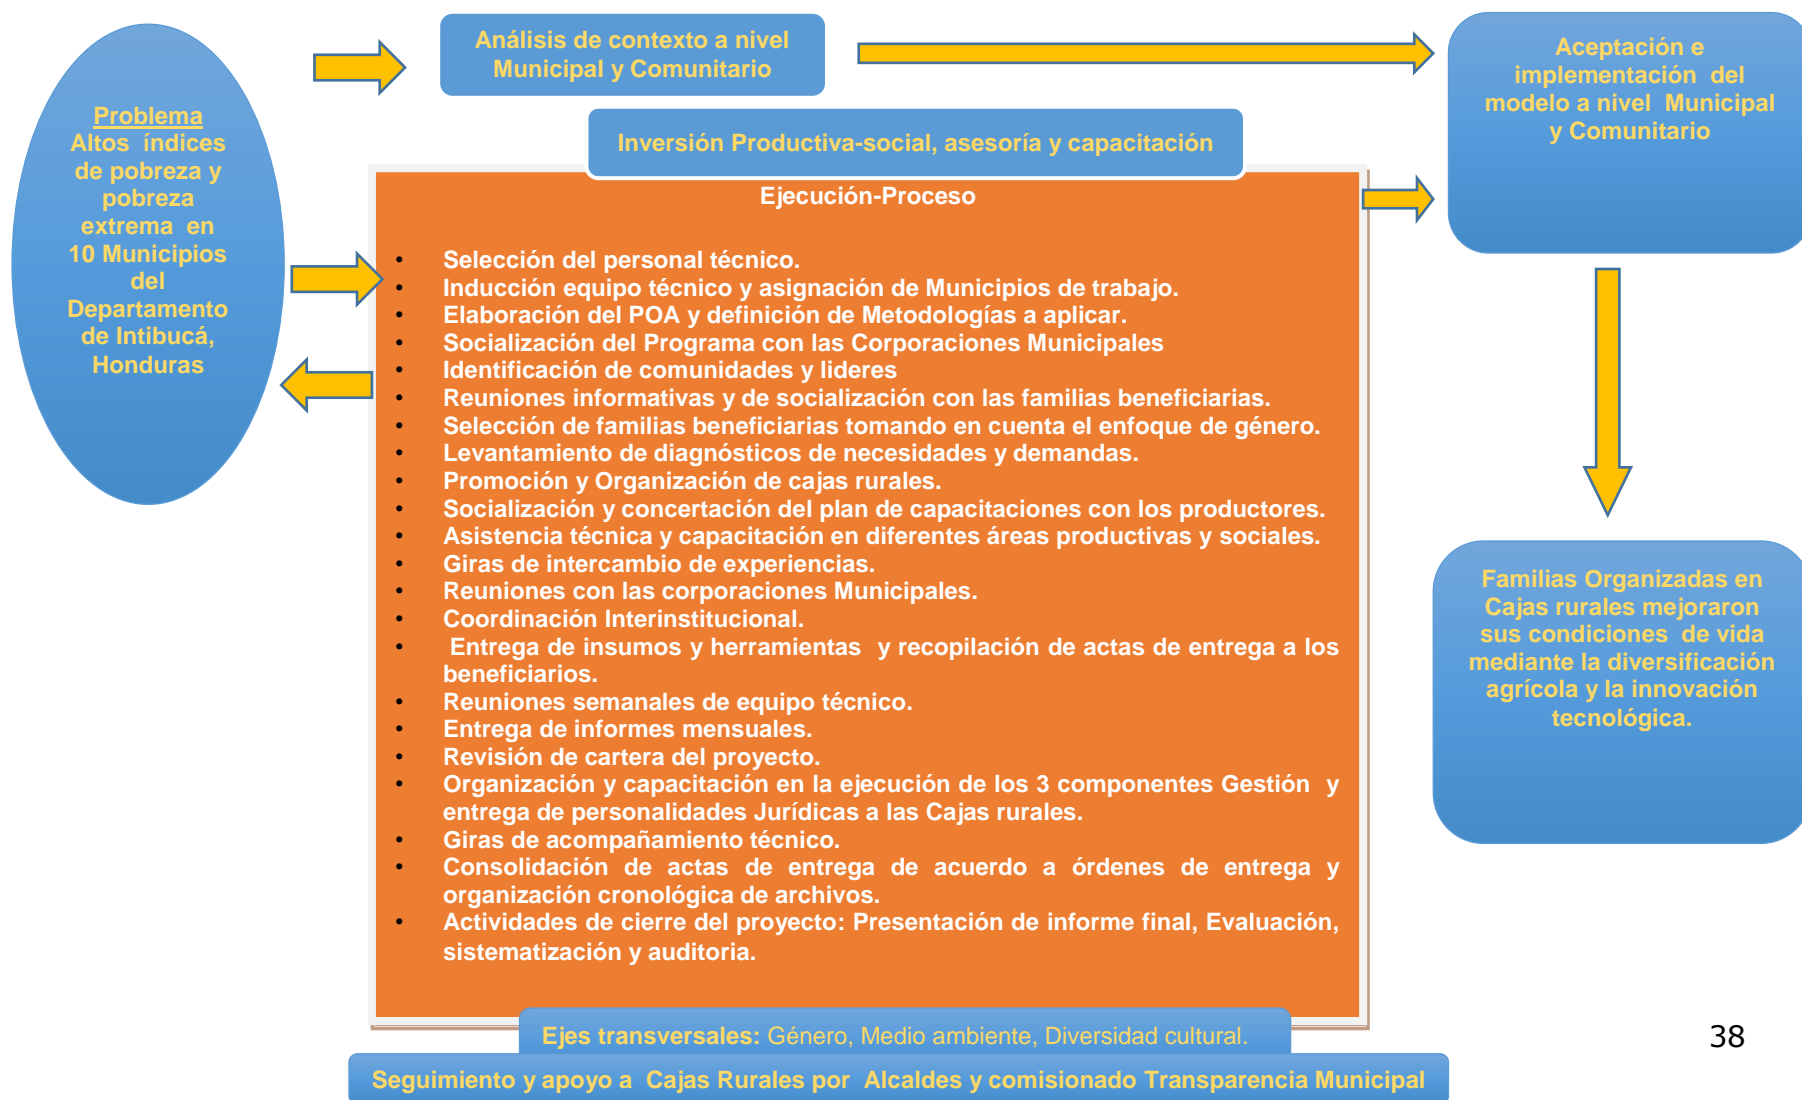 Problema
Altos índices
de pobreza y
pobreza
extrema en
10 Municipios
del
Departamento
de Intibucá,
Honduras
Análisis de contexto a nivel
Municipal y Comunitario
Aceptación e
implementación del
modelo a nivel Municipal
y Comunitario
Inversión Productiva-social, asesoría y capacitación
Ejecución-Proceso
• Selección del personal técnico.
• Inducción equipo técnico y asignación de Municipios de trabajo.
• Elaboración del POA y definición de Metodologías a aplicar.
• Socialización del Programa con las Corporaciones Municipales
• Identificación de comunidades y lideres
• Reuniones informativas y de socialización con las familias beneficiarias.
• Selección de familias beneficiarias tomando en cuenta el enfoque de género.
• Levantamiento de diagnósticos de necesidades y demandas.
• Promoción y Organización de cajas rurales.
• Socialización y concertación del plan de capacitaciones con los productores.
• Asistencia técnica y capacitación en diferentes áreas productivas y sociales.
• Giras de intercambio de experiencias.
• Reuniones con las corporaciones Municipales.
• Coordinación Interinstitucional.
• Entrega de insumos y herramientas y recopilación de actas de entrega a los
beneficiarios.
• Reuniones semanales de equipo técnico.
• Entrega de informes mensuales.
• Revisión de cartera del proyecto.
• Organización y capacitación en la ejecución de los 3 componentes Gestión y
entrega de personalidades Jurídicas a las Cajas rurales.
• Giras de acompañamiento técnico.
• Consolidación de actas de entrega de acuerdo a órdenes de entrega y
organización cronológica de archivos.
• Actividades de cierre del proyecto: Presentación de informe final, Evaluación,
sistematización y auditoria.
Familias Organizadas en
Cajas rurales mejoraron
sus condiciones de vida
mediante la diversificación
agrícola y la innovación
tecnológica.
Ejes transversales: Género, Medio ambiente, Diversidad cultural.
Seguimiento y apoyo a Cajas Rurales por Alcaldes y comisionado Transparencia Municipal
38